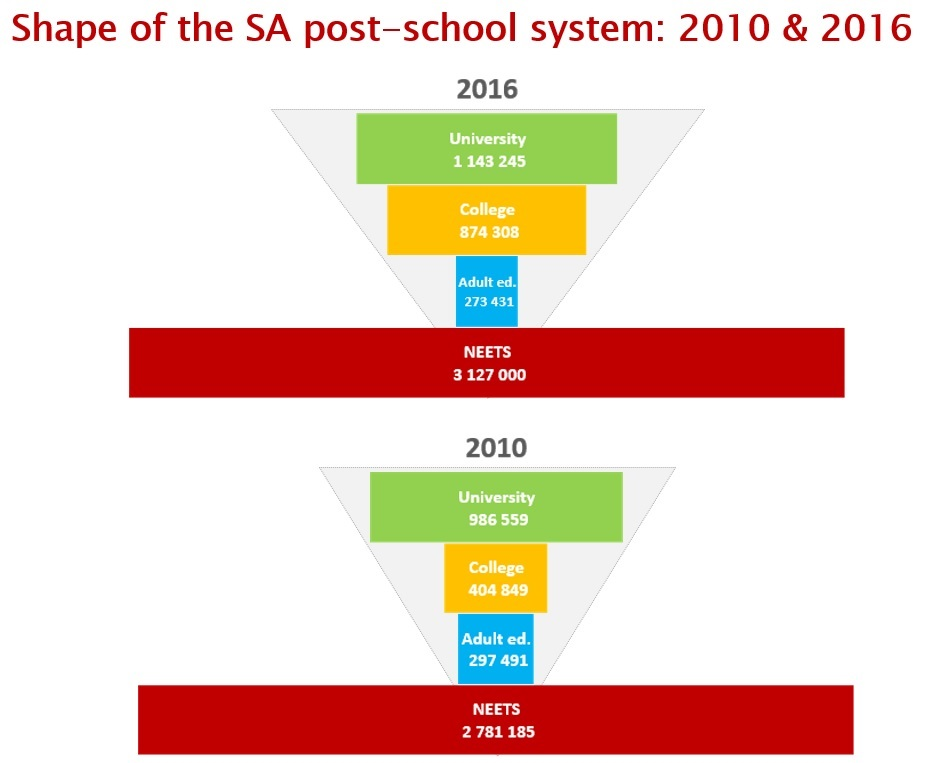 Shape of the SA post-school system: 2010 & 2016
2016
University
1 143 245
College
874 308
Adult ed.
273 431
NEETS
3 127 000
2010
University
986 559
College
404 849
Adult ed.
297 491
NEETS
2 781 185